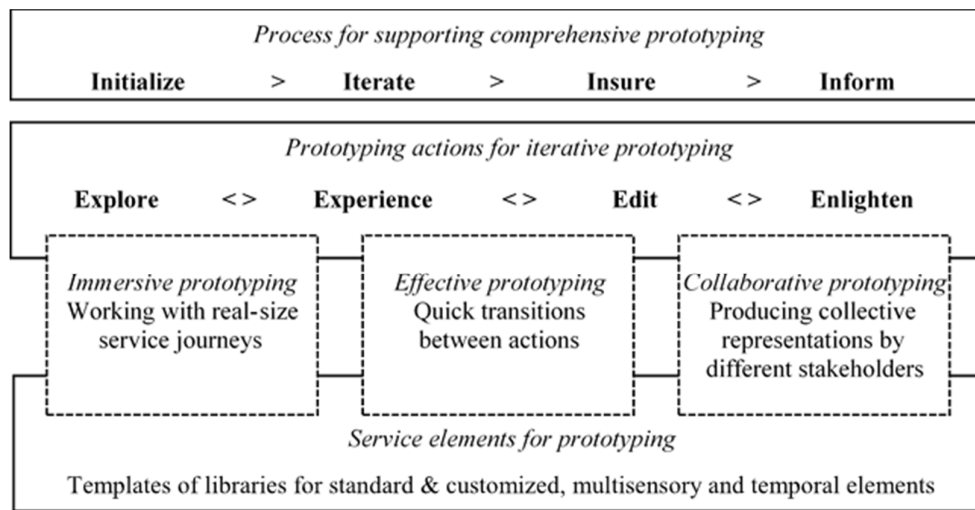 Process for supporting comprehensive prototyping
Initialize > Iterate > Insure > Inform
Prototyping actions for iterative prototyping
Explore < > Experience < > Edit < > Enlighten
Immersive prototyping
Working with real-size
service journeys
Effective prototyping
Quick transitions
between actions
Collaborative prototyping
Producing collective
representations by
different stakeholders
Service elements for prototyping
Templates of libraries for standard & customized, multisensory and temporal elements